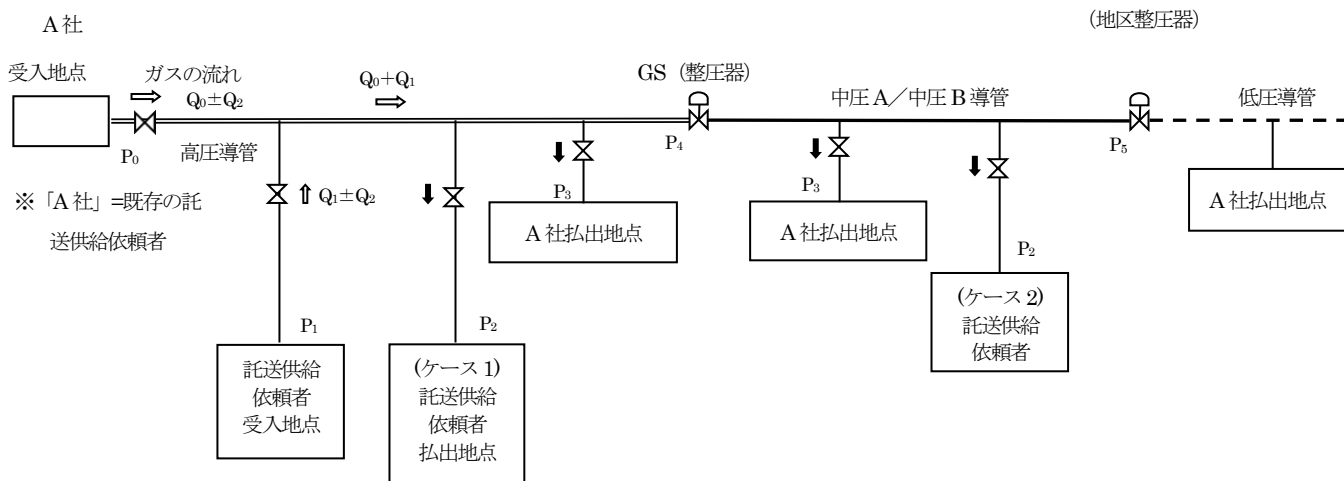 A社
(地区整圧器)
受入地点
ガスの流れ
Q₀±Q₂
Q₀+Q₁
GS(整圧器)
中圧A/中圧B導管
低圧導管
P₀
高圧導管
P₄
P₅
※「A社」=既存の託
送供給依頼者
Q₁±Q₂
P₃
A社払出地点
P₃
A社払出地点
A社払出地点
P₁
託送供給
依頼者
受入地点
P₂
(ケース1)
託送供給
依頼者
払出地点
P₂
(ケース2)
託送供給
依頼者